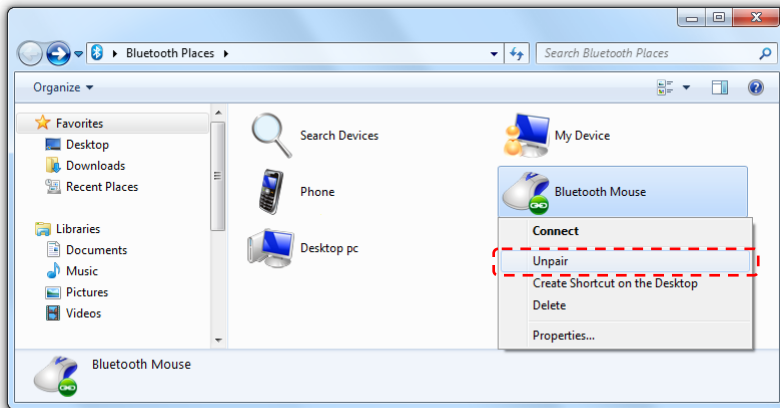 Bluetooth Places
Search Bluetooth Places
Organize
Favorites
Desktop
Downloads
Recent Places
Libraries
Documents
Music
Pictures
Videos
Search Devices
My Device
Phone
Bluetooth Mouse
Desktop pc
Connect
Unpair
Create Shortcut on the Desktop
Delete
Properties...
Bluetooth Mouse